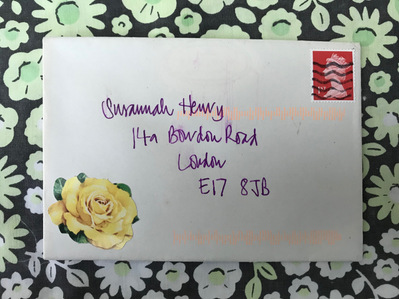 Susannah Henry
14a Bowdon Road
London
E17 8JB